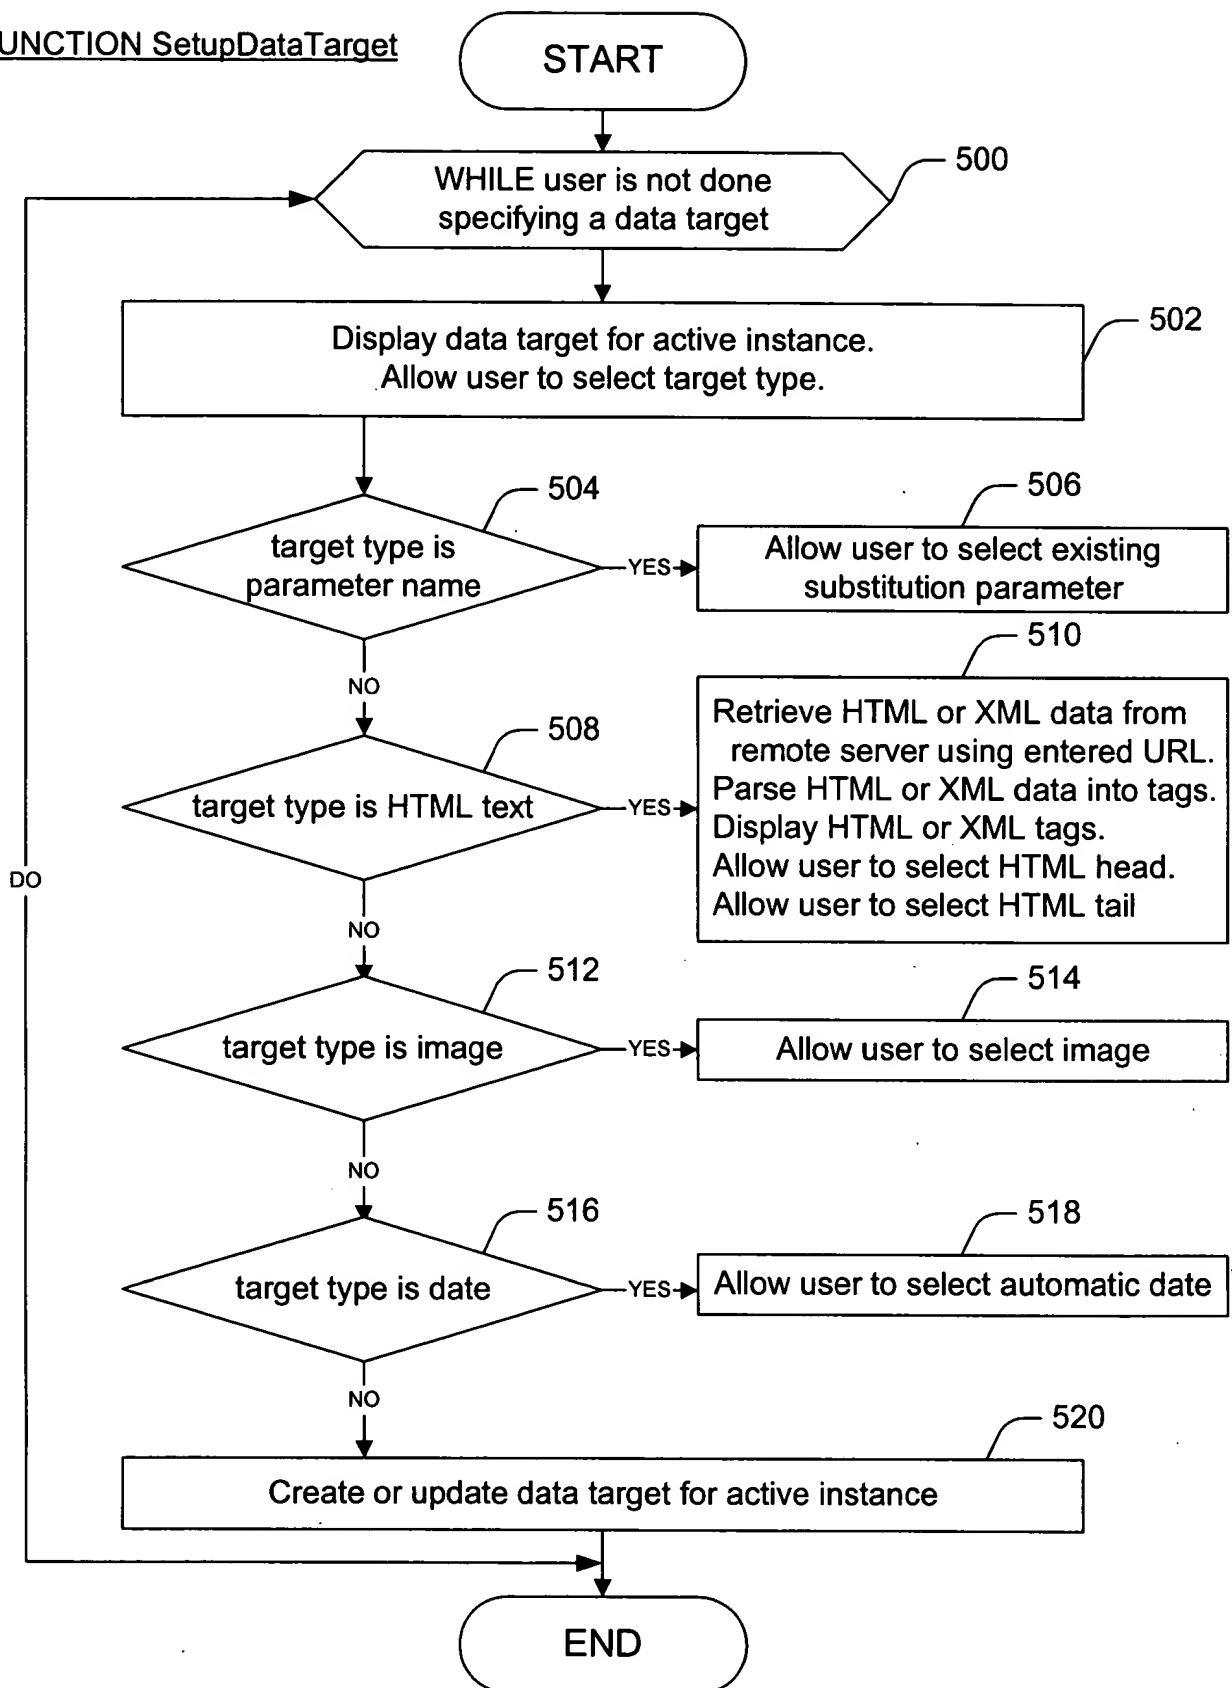 UNCTION SetupDataTarget
START
500
WHILE user is not done
specifying a data target
502
Display data target for active instance.
Allow user to select target type.
504
target type is
parameter name
YES
506
Allow user to select existing
substitution parameter
NO
508
target type is HTML text
YES
510
Retrieve HTML or XML data from
remote server using entered URL.
Parse HTML or XML data into tags.
Display HTML or XML tags.
Allow user to select HTML head.
Allow user to select HTML tail
DO
NO
512
target type is image
YES
514
Allow user to select image
NO
516
target type is date
YES
518
Allow user to select automatic date
NO
520
Create or update data target for active instance
END